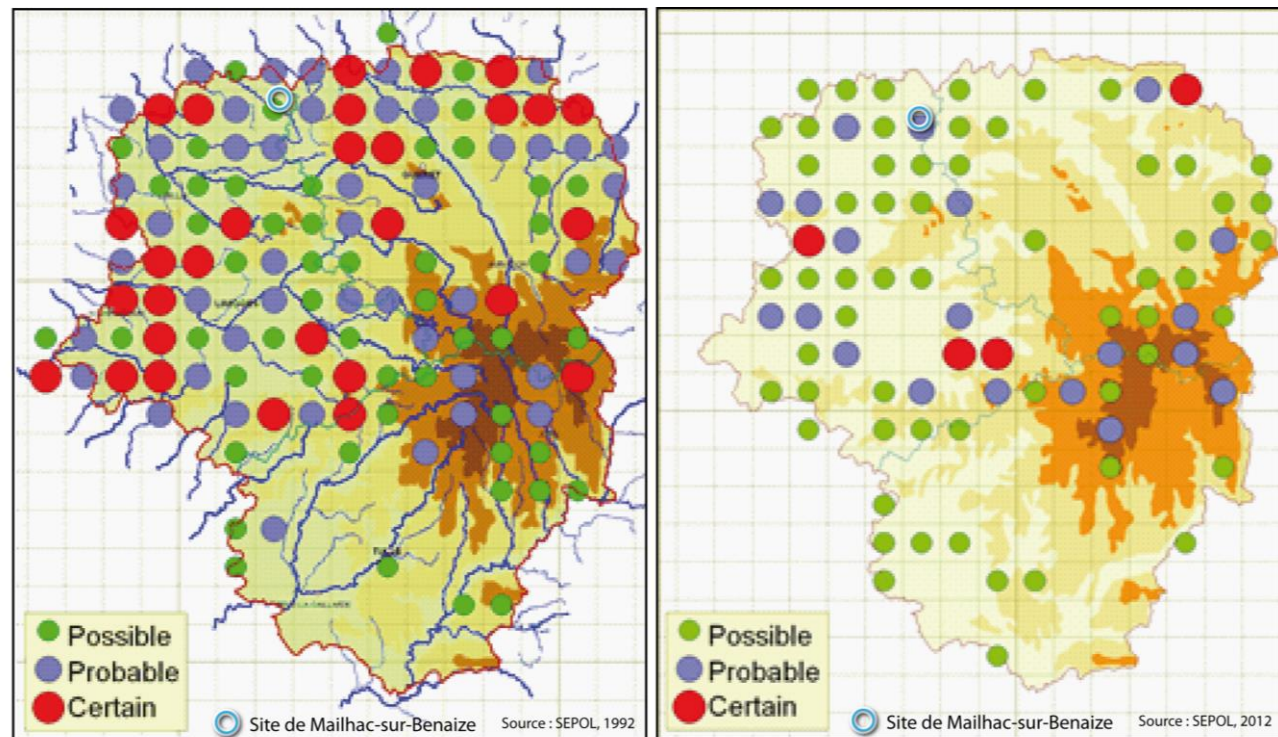 Possible
Probable
Certain
Site de Mailhac-sur-Benaize
Source : SEPOL, 1992
Possible
Probable
Certain
Site de Mailhac-sur-Benaize
Source : SEPOL, 2012